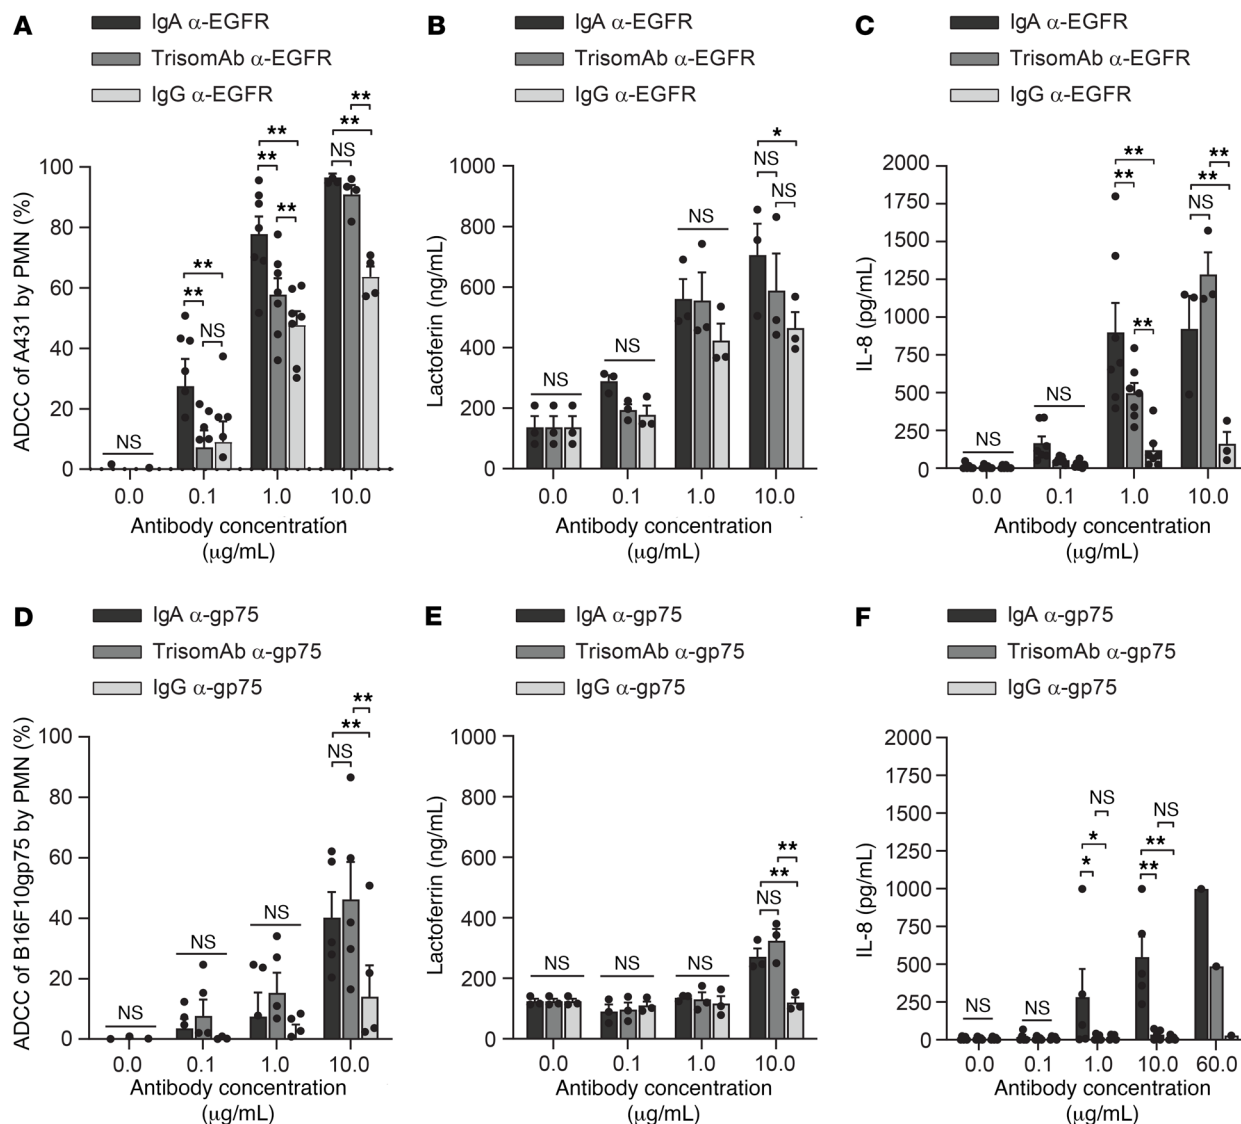 A
IgA α-EGFR
TrisomAb α-EGFR
IgG α-EGFR
ADCC of A431 by PMN (%)
100
80
60
40
20
0
NS
**
**
NS
**
**
**
NS
**
**
0.0
0.1
1.0
10.0
Antibody concentration
(μg/mL)
B
IgA α-EGFR
TrisomAb α-EGFR
IgG α-EGFR
Lactoferrin (ng/mL)
1000
800
600
400
200
0
NS
NS
NS
*
NS
NS
0.0
0.1
1.0
10.0
Antibody concentration
(μg/mL)
C
IgA α-EGFR
TrisomAb α-EGFR
IgG α-EGFR
IL-8 (pg/mL)
2000
1750
1500
1250
1000
750
500
250
0
NS
NS
**
**
**
**
**
NS
0.0
0.1
1.0
10.0
Antibody concentration
(μg/mL)
D
IgA α-gp75
TrisomAb α-gp75
IgG α-gp75
ADCC of B16F10gp75 by PMN (%)
100
80
60
40
20
0
NS
NS
NS
**
**
NS
0.0
0.1
1.0
10.0
Antibody concentration
(μg/mL)
E
IgA α-gp75
TrisomAb α-gp75
IgG α-gp75
Lactoferrin (ng/mL)
1000
800
600
400
200
0
NS
NS
NS
**
**
NS
0.0
0.1
1.0
10.0
Antibody concentration
(μg/mL)
F
IgA α-gp75
TrisomAb α-gp75
IgG α-gp75
IL-8 (pg/mL)
2000
1750
1500
1250
1000
750
500
250
0
NS
NS
NS
*
*
NS
**
**
0.0
0.1
1.0
10.0
60.0
Antibody concentration
(μg/mL)